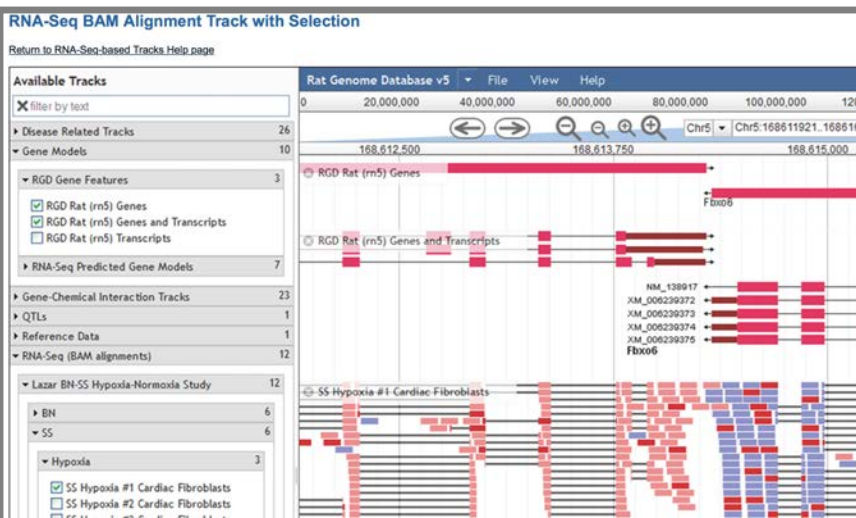 RNA-Seq BAM Alignment Track with Selection
Return to RNA-Seq-based Tracks Help page
Available Tracks
filter by text
Disease Related Tracks 26
Gene Models 10
RGD Gene Features 3
RGD Rat (rn5) Genes
RGD Rat (rn5) Genes and Transcripts
RGD Rat (rn5) Transcripts
RNA-Seq Predicted Gene Models 7
Gene-Chemical Interaction Tracks 23
QTLs 1
Reference Data 1
RNA-Seq (BAM alignments) 12
Lazar BN-SS Hypoxia-Normoxia Study 12
BN 6
SS 6
Hypoxia 3
SS Hypoxia #1 Cardiac Fibroblasts
SS Hypoxia #2 Cardiac Fibroblasts
Rat Genome Database v5 File View Help
0 20,000,000 40,000,000 60,000,000 80,000,000 100,000,000 120
Chr5 Chr5:168611921..168616
168,612,500 168,613,750 168,615,000
RGD Rat (rn5) Genes
Fbxo6
RGD Rat (rn5) Genes and Transcripts
NM_138917
XM_006239372
XM_006239373
XM_006239374
XM_006239375
Fbxo6
SS Hypoxia #1 Cardiac Fibroblasts